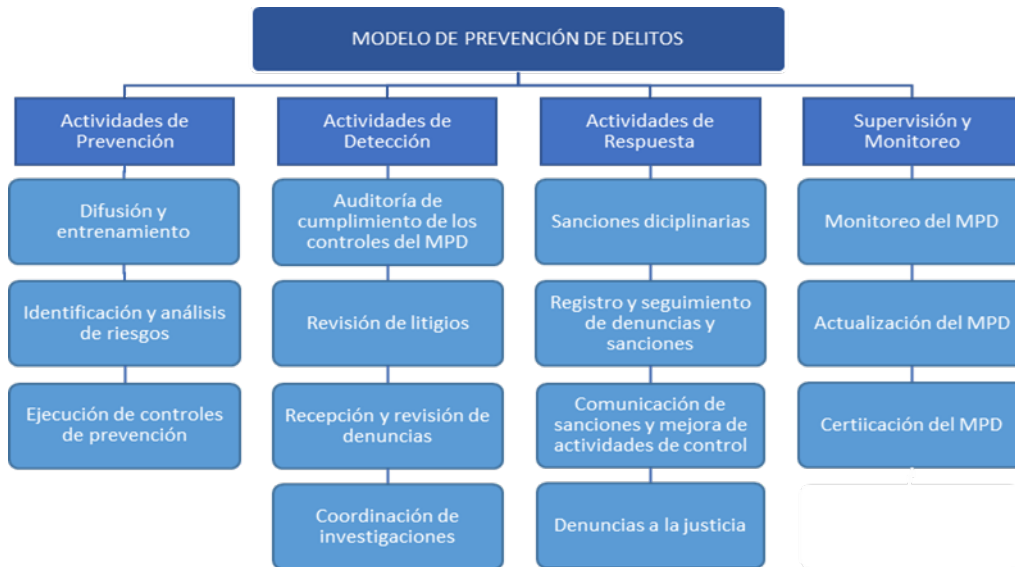 MODELO DE PREVENCIÓN DE DELITOS
Actividades de
Prevención
Difusión y
entrenamiento
Identificación y análisis
de riesgos
Ejecución de controles
de prevención
Actividades de
Detección
Auditoría de
cumplimiento de los
controles del MPD
Revisión de litigios
Recepción y revisión de
denuncias
Coordinación de
investigaciones
Actividades de
Respuesta
Sanciones diciplinarias
Registro y seguimiento
de denuncias y
sanciones
Comunicación de
sanciones y mejora de
actividades de control
Denuncias a la justicia
Supervisión y
Monitoreo
Monitoreo del MPD
Actualización del MPD
Certiicación del MPD